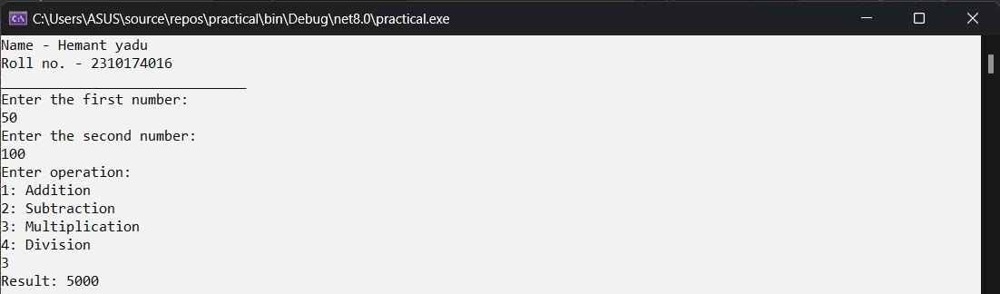 C:\Users\ASUS\source\repos\practical\bin\Debug\net8.0\practical.exe
Name - Hemant yadu
Roll no. - 2310174016
______________________________
Enter the first number:
50
Enter the second number:
100
Enter operation:
1: Addition
2: Subtraction
3: Multiplication
4: Division
3
Result: 5000